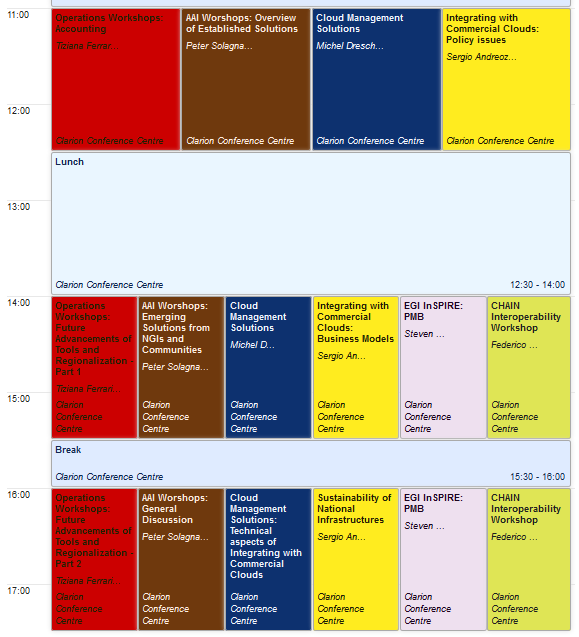 11:00
Operations Workshops:
Accounting
Tiziana Ferrar...
Clarion Conference Centre
AAI Worshops: Overview
of Established Solutions
Peter Solagna...
Clarion Conference Centre
Cloud Management
Solutions
Michel Dresch...
Clarion Conference Centre
Integrating with
Commercial Clouds:
Policy issues
Sergio Andreoz...
Clarion Conference Centre
12:00
Lunch
Clarion Conference Centre
12:30 - 14:00
13:00
14:00
Operations
Workshops:
Future
Advancements of
Tools and
Regionalization -
Part 1
Tiziana Ferrari...
Clarion
Conference
Centre
AAI Worshops:
Emerging
Solutions from
NGIs and
Communities
Peter Solagna...
Clarion
Conference
Centre
Cloud
Management
Solutions
Michel D...
Clarion
Conference
Centre
Integrating with
Commercial
Clouds:
Business Models
Sergio An...
Clarion
Conference
Centre
EGI InSPIRE:
PMB
Steven ...
Clarion
Conference
Centre
CHAIN
Interoperability
Workshop
Federico ...
Clarion
Conference
Centre
15:00
Break
Clarion Conference Centre
15:30 - 16:00
16:00
Operations
Workshops:
Future
Advancements of
Tools and
Regionalization -
Part 2
Tiziana Ferrari...
Clarion
Conference
Centre
AAI Worshops:
General
Discussion
Peter Solagna...
Clarion
Conference
Centre
Cloud
Management
Solutions:
Technical
aspects of
Integrating with
Commercial
Clouds
Clarion
Conference
Centre
Sustainability of
National
Infrastructures
Sergio An...
Clarion
Conference
Centre
EGI InSPIRE:
PMB
Steven ...
Clarion
Conference
Centre
CHAIN
Interoperability
Workshop
Federico ...
Clarion
Conference
Centre
17:00